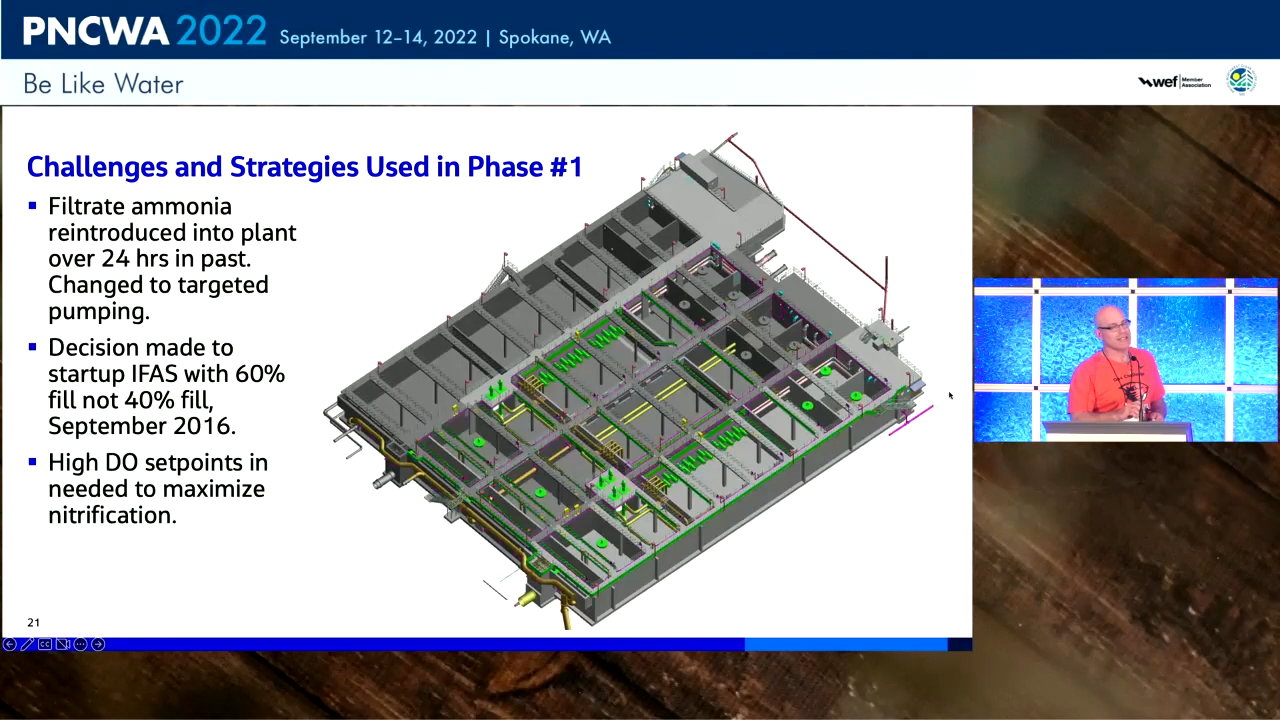 PNCWA 2022 September 12–14, 2022 | Spokane, WA
Be Like Water
wef Member Association
Challenges and Strategies Used in Phase #1
▪ Filtrate ammonia
reintroduced into plant
over 24 hrs in past.
Changed to targeted
pumping.
▪ Decision made to
startup IFAS with 60%
fill not 40% fill,
September 2016.
▪ High DO setpoints in
needed to maximize
nitrification.
21